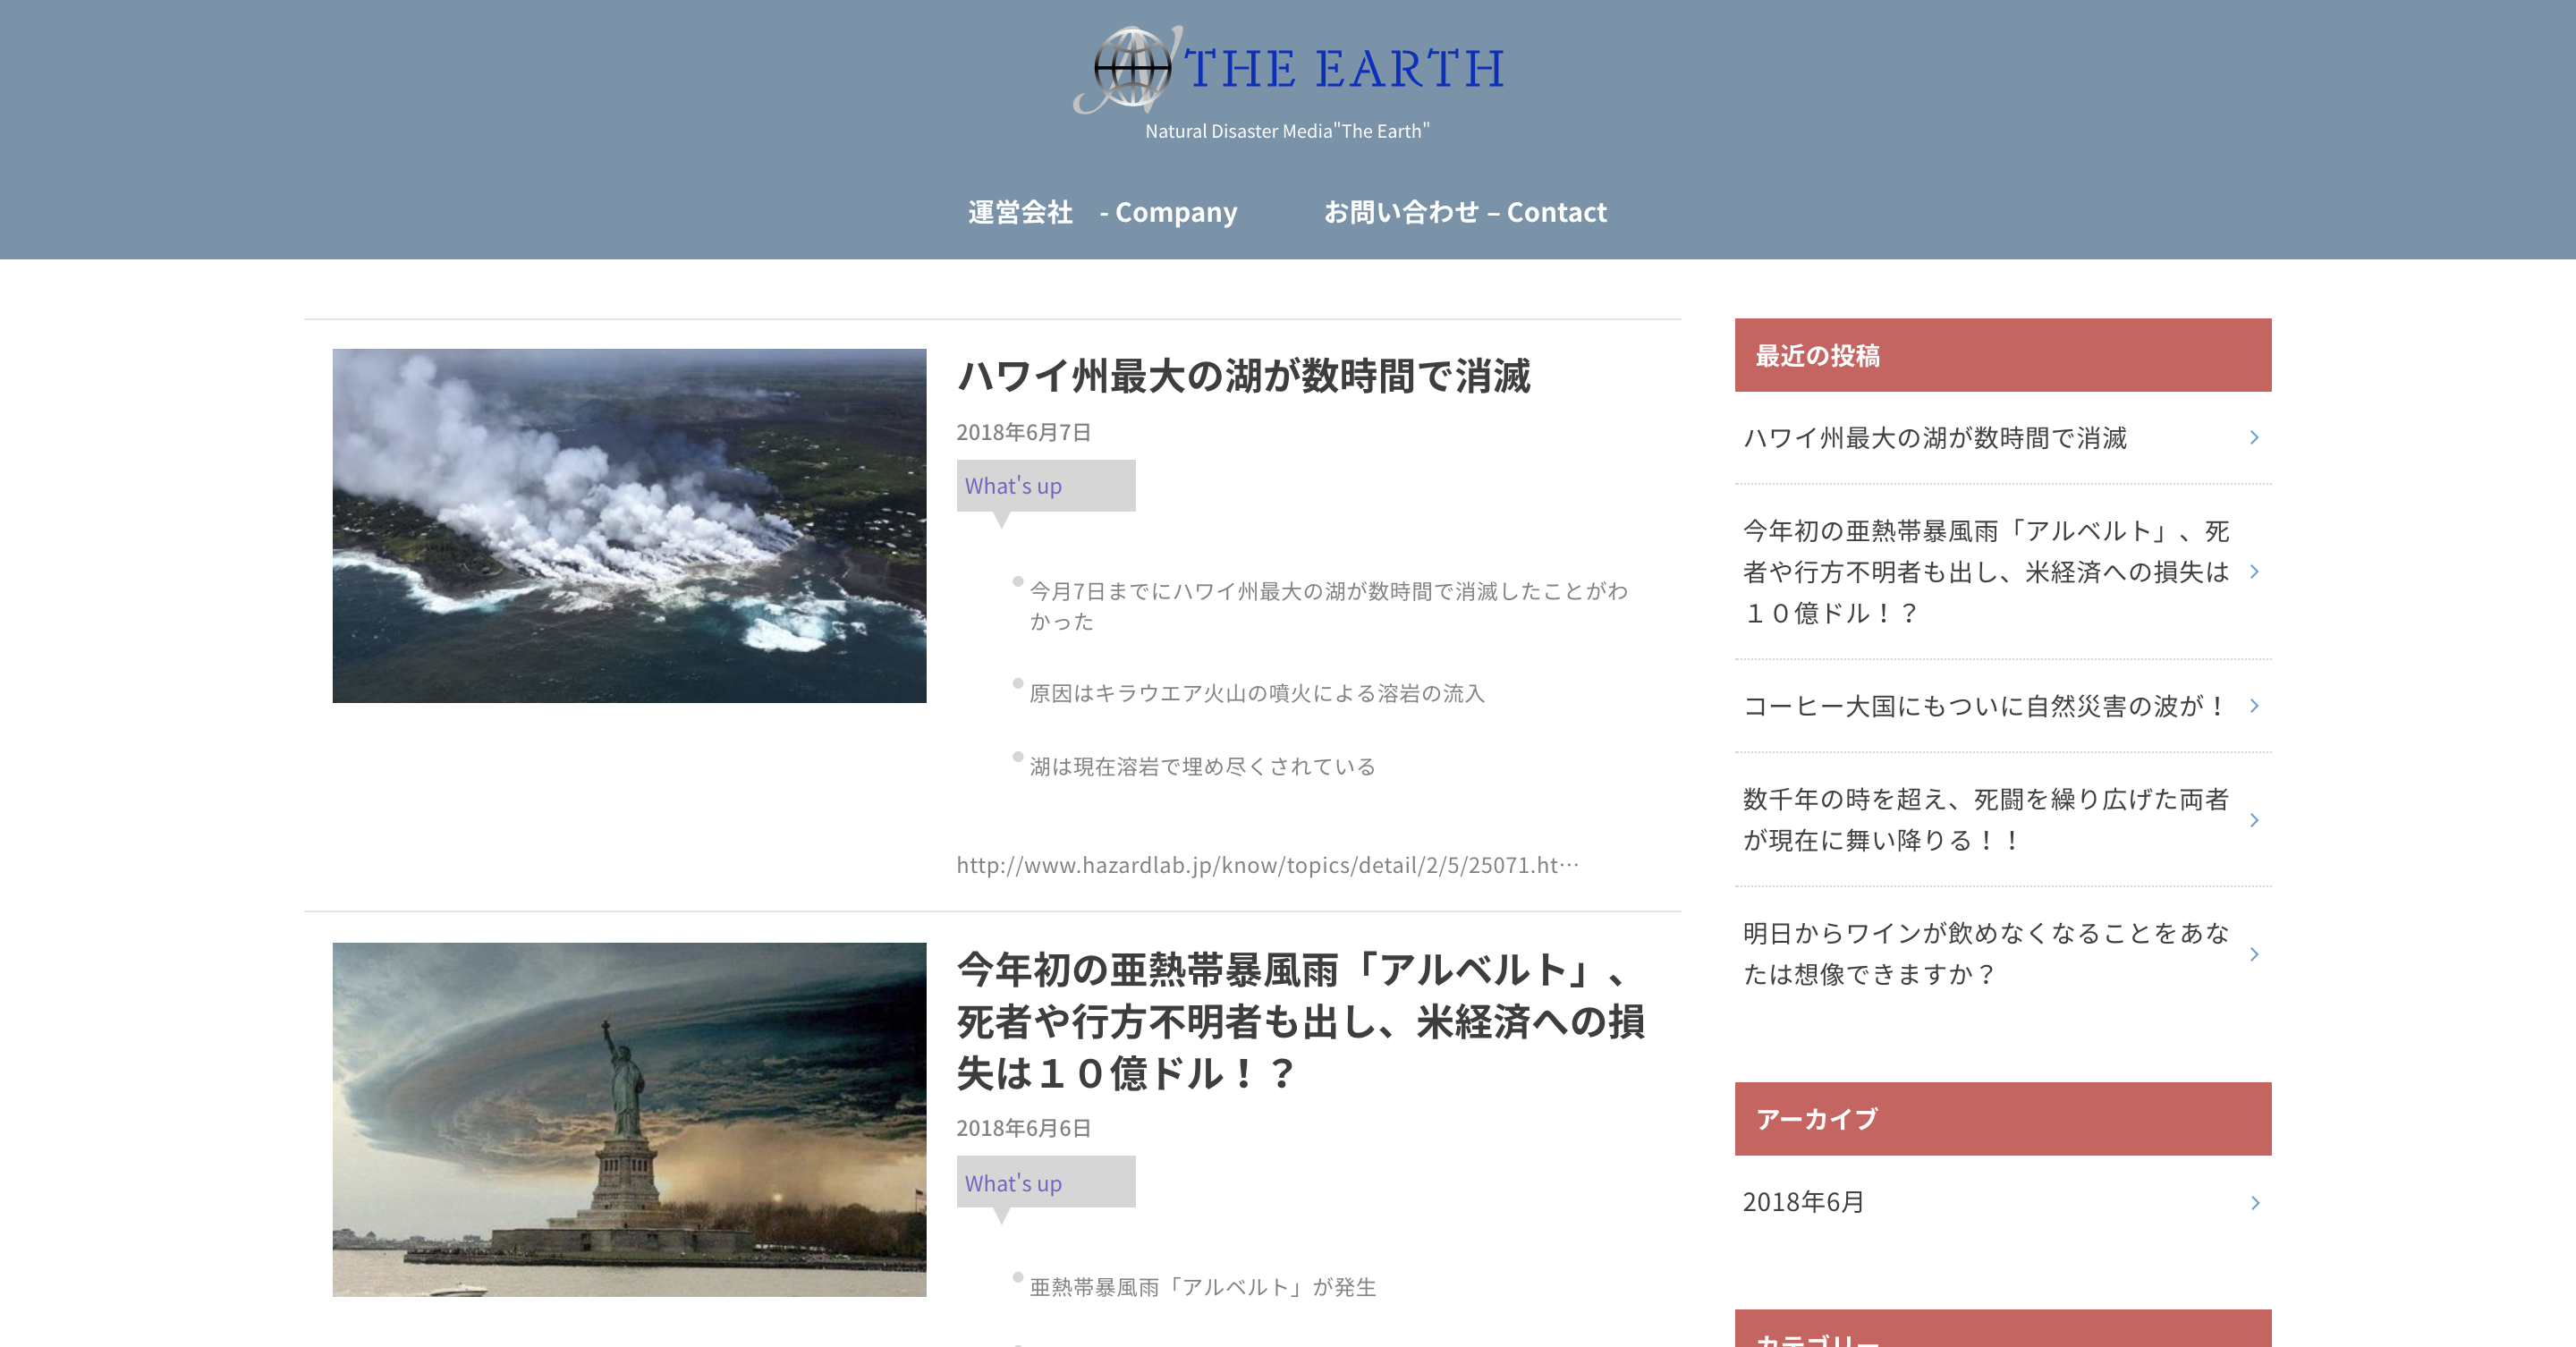 THE EARTH
Natural Disaster Media"The Earth"
運営会社　- Company
お問い合わせ – Contact
ハワイ州最大の湖が数時間で消滅
2018年6月7日
What's up
今月7日までにハワイ州最大の湖が数時間で消滅したことがわ
かった
原因はキラウエア火山の噴火による溶岩の流入
湖は現在溶岩で埋め尽くされている
http://www.hazardlab.jp/know/topics/detail/2/5/25071.ht…
今年初の亜熱帯暴風雨「アルベルト」、
死者や行方不明者も出し、米経済への損
失は１０億ドル！？
2018年6月6日
What's up
亜熱帯暴風雨「アルベルト」が発生
最近の投稿
ハワイ州最大の湖が数時間で消滅
今年初の亜熱帯暴風雨「アルベルト」、死
者や行方不明者も出し、米経済への損失は
１０億ドル！？
コーヒー大国にもついに自然災害の波が！
数千年の時を超え、死闘を繰り広げた両者
が現在に舞い降りる！！
明日からワインが飲めなくなることをあな
たは想像できますか？
アーカイブ
2018年6月
カテゴリー